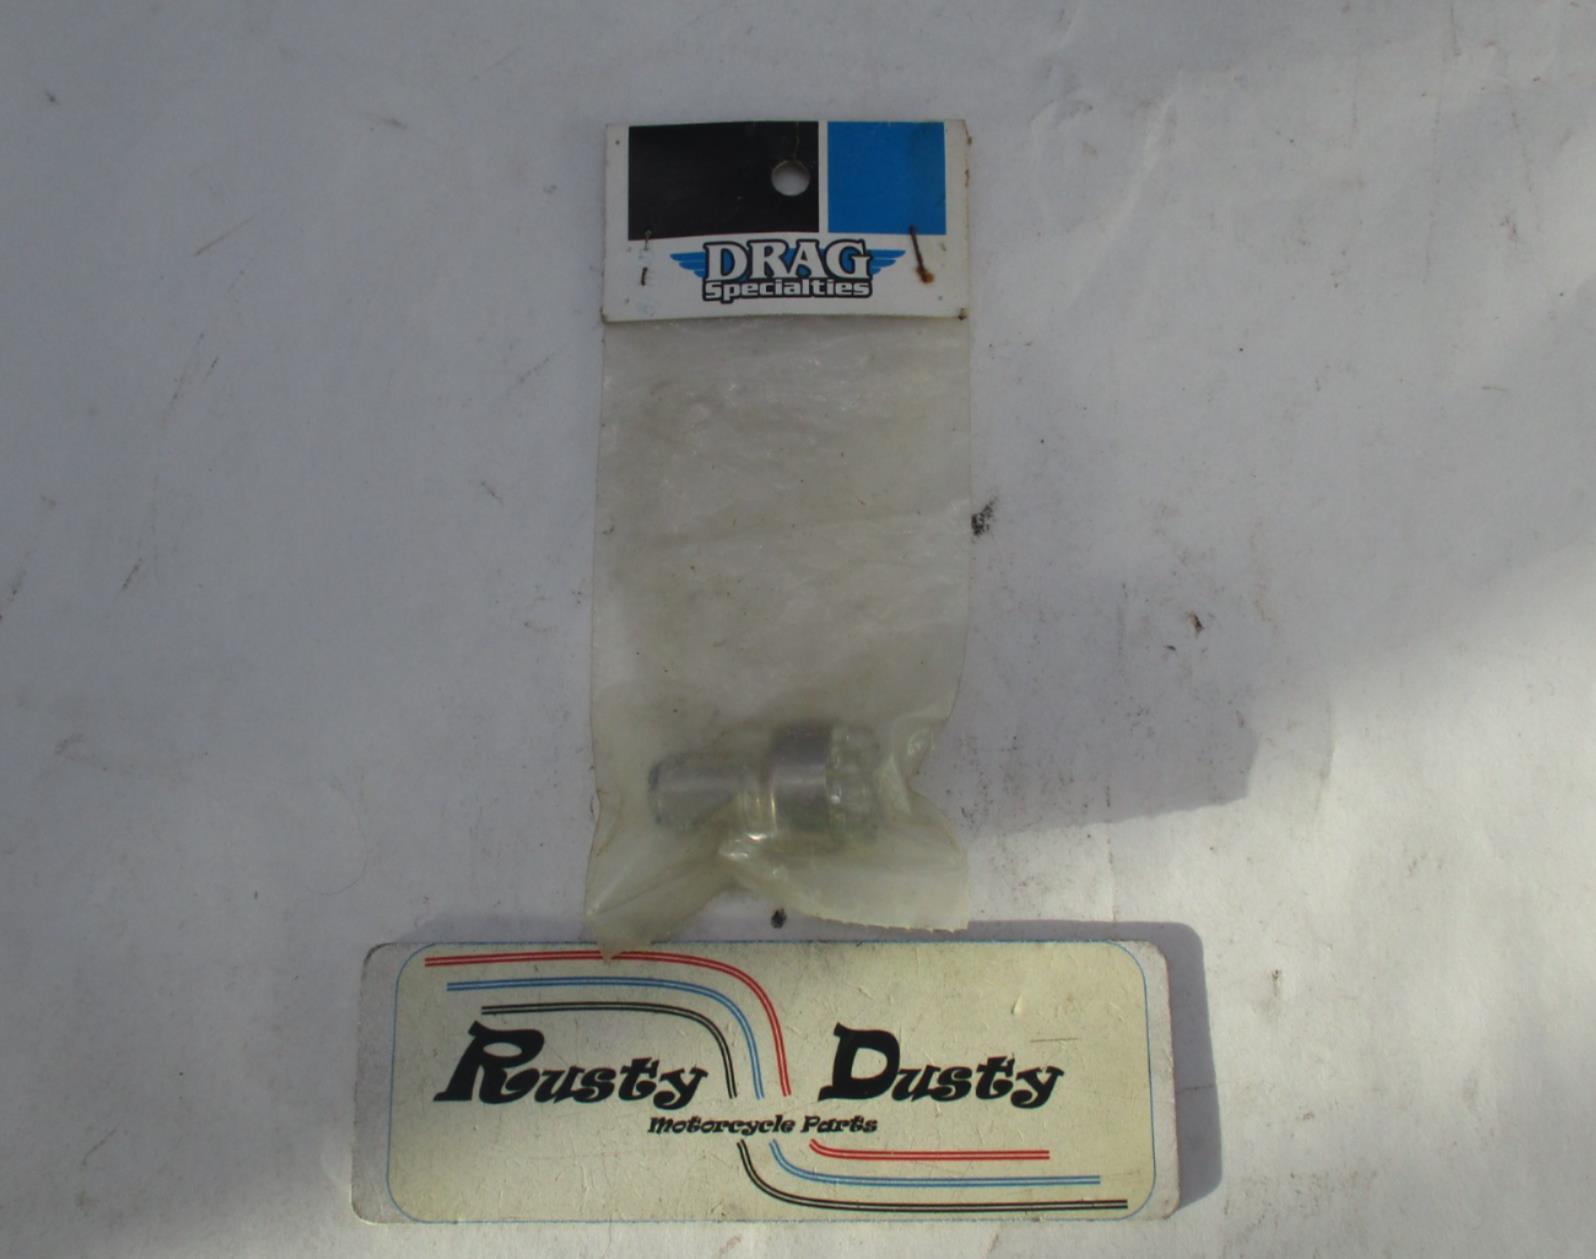 DRAG
Specialties
Rusty Dusty
Motorcycle Parts